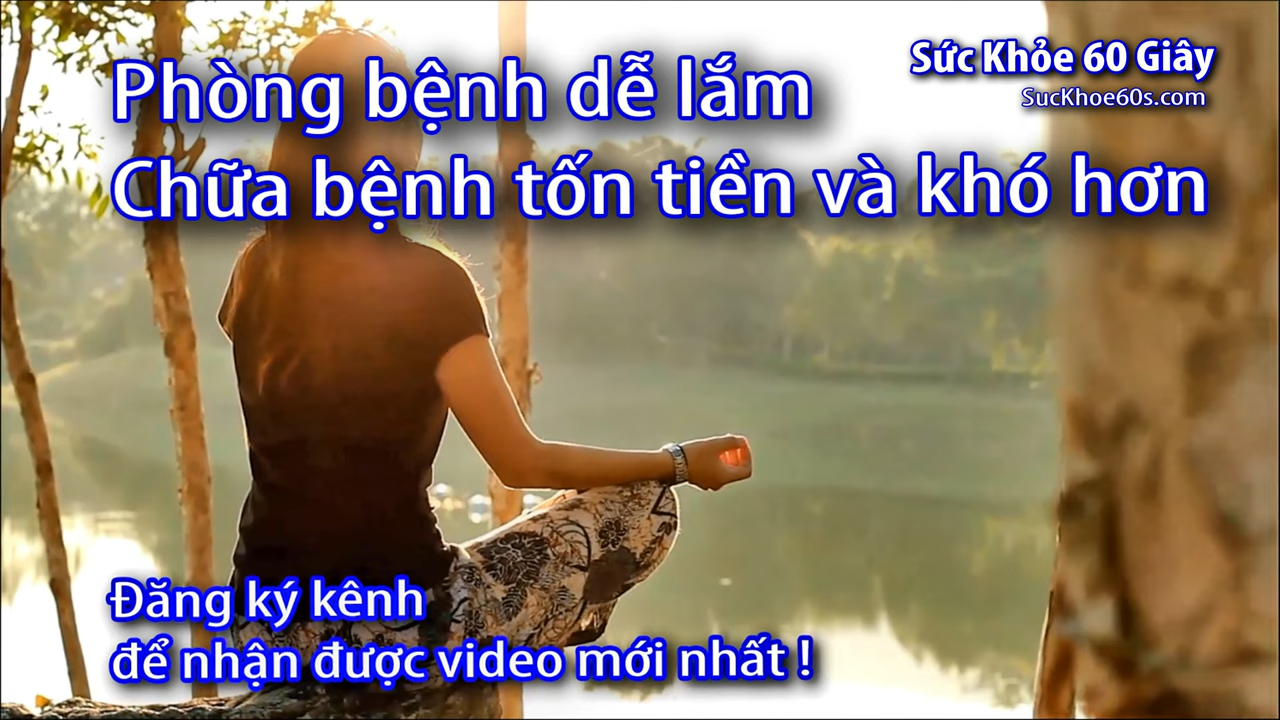 Phòng bệnh dễ lắm
Chữa bệnh tốn tiền và khó hơn
Sức Khỏe 60 Giây
SucKhoe60s.com
Đăng ký kênh
để nhận được video mới nhất !